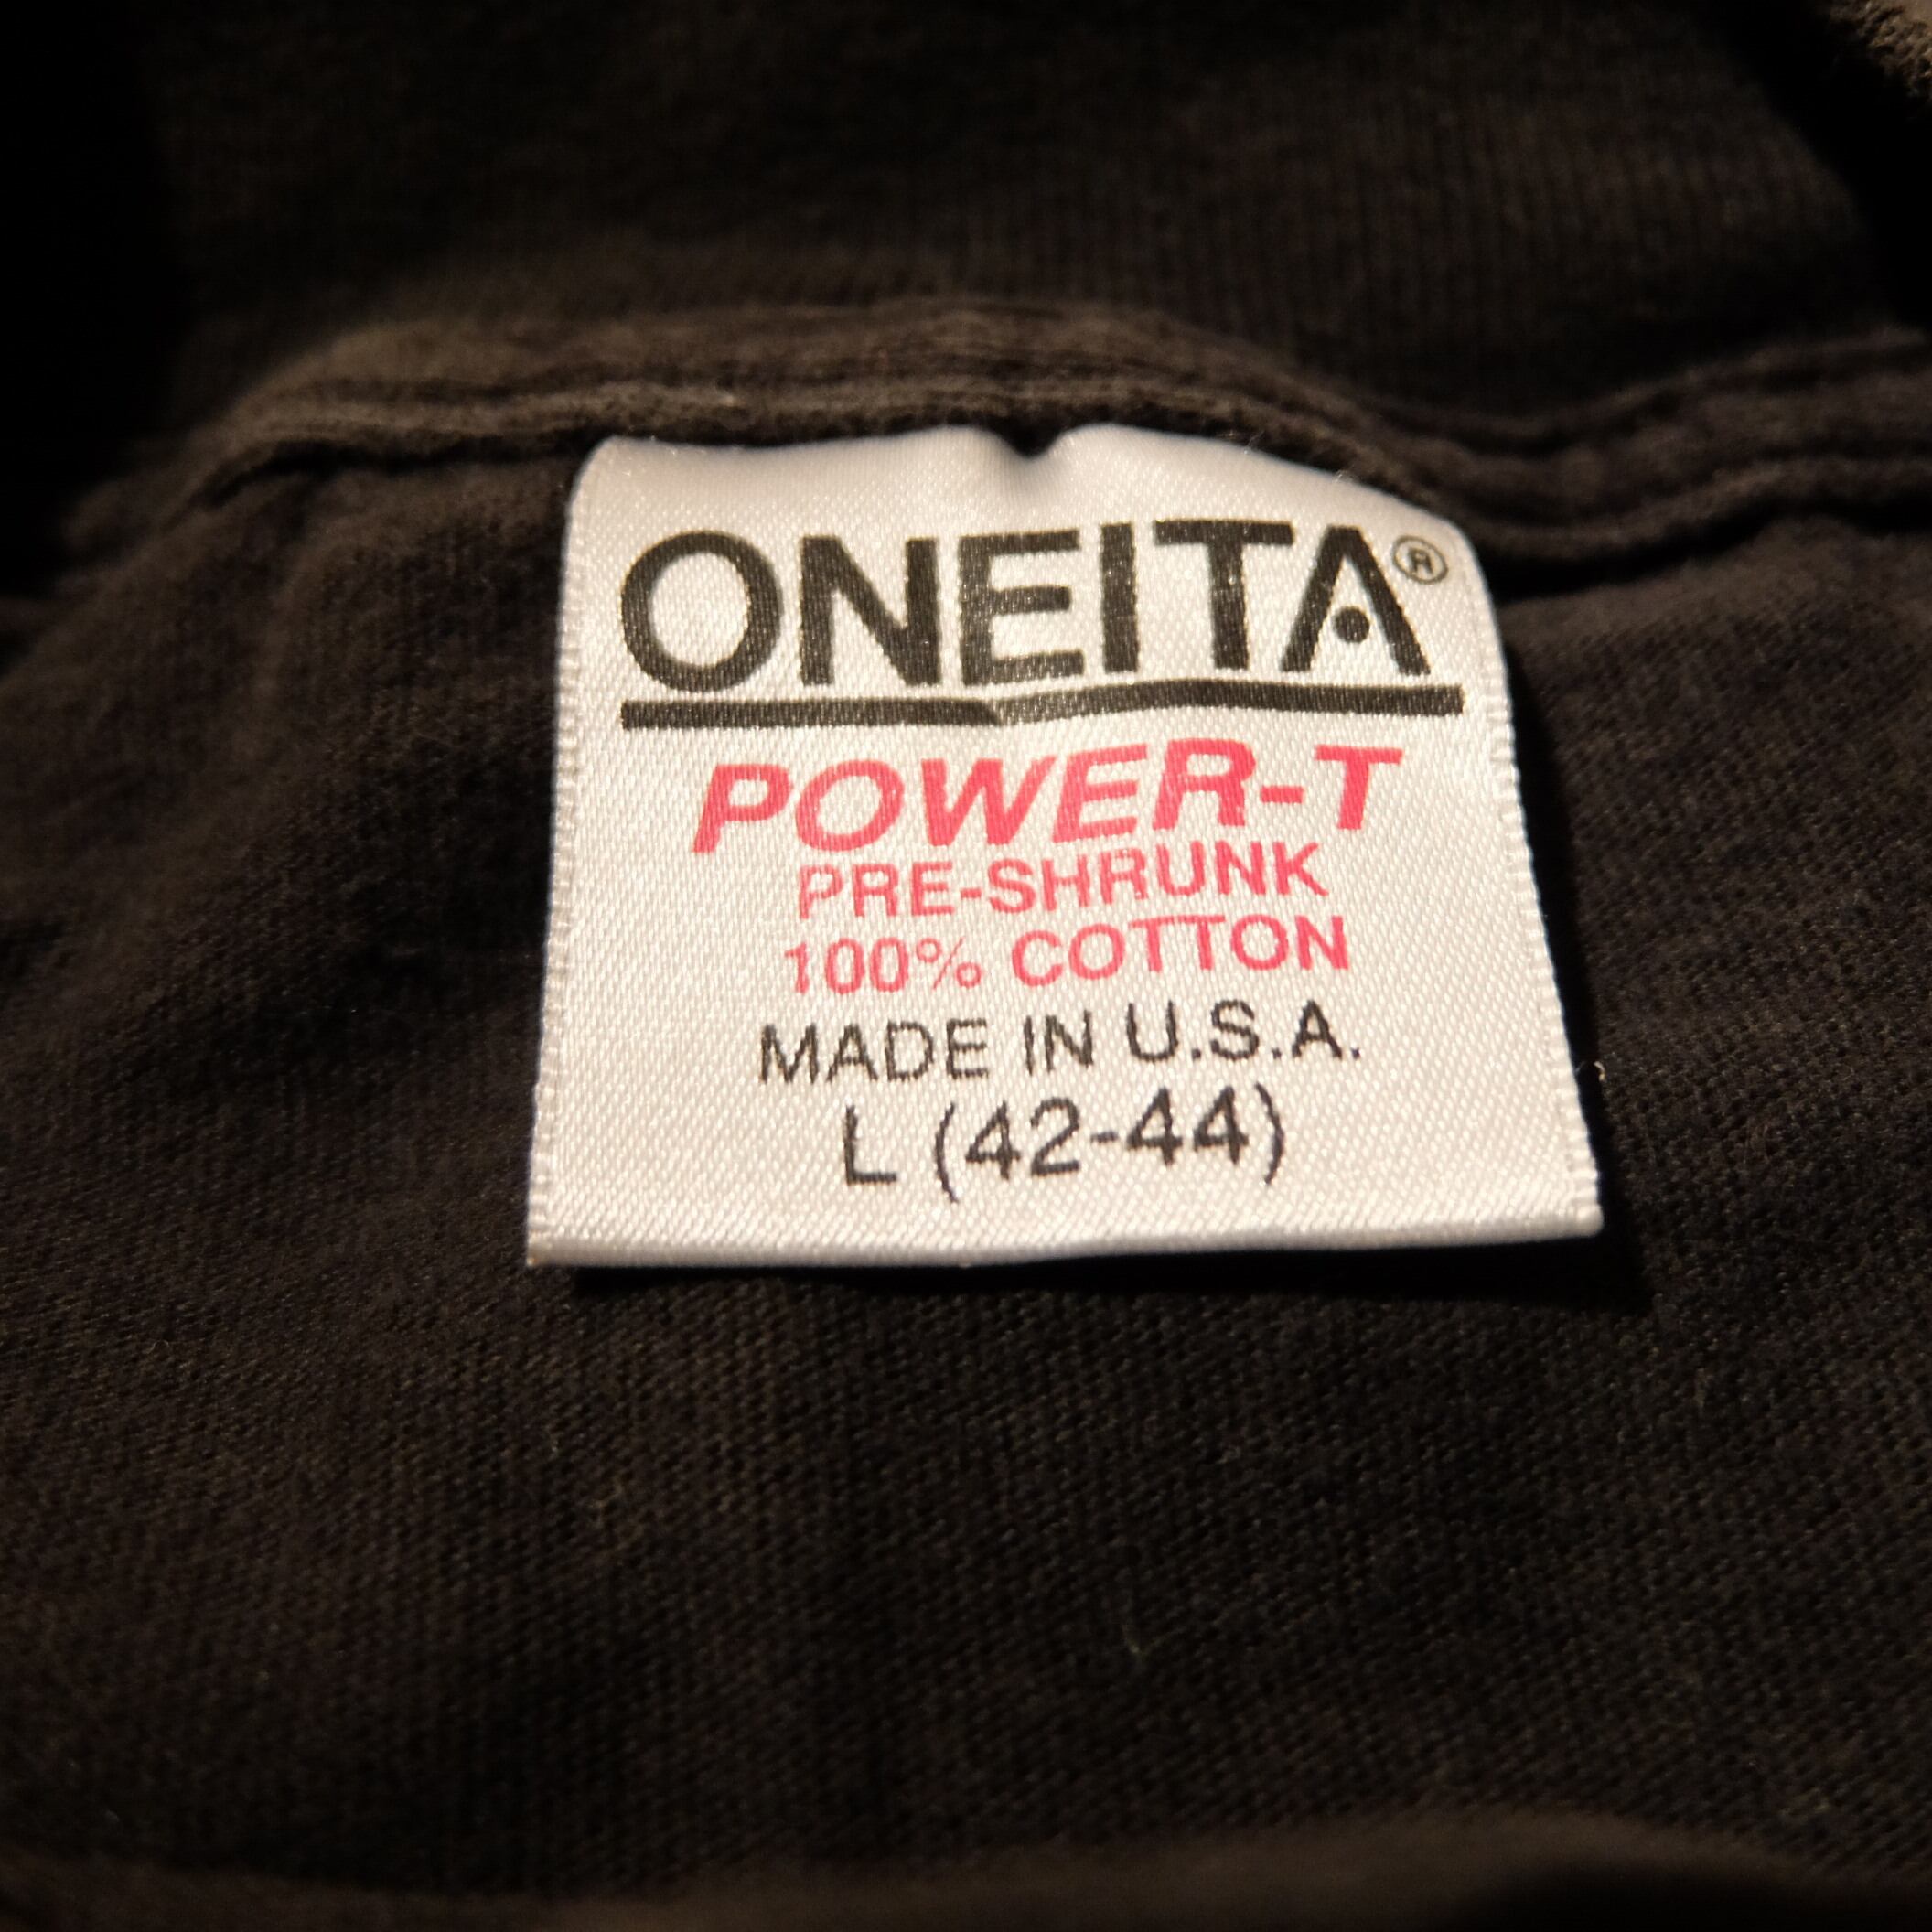 ONEITA®
POWER-T
PRE-SHRUNK
100% COTTON
MADE IN U.S.A.
L (42-44)